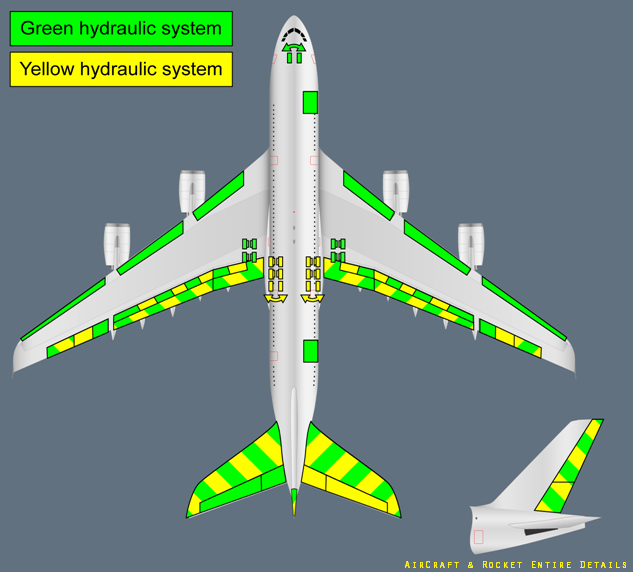 Green hydraulic system
Yellow hydraulic system
AirCraft & Rocket Entire Details